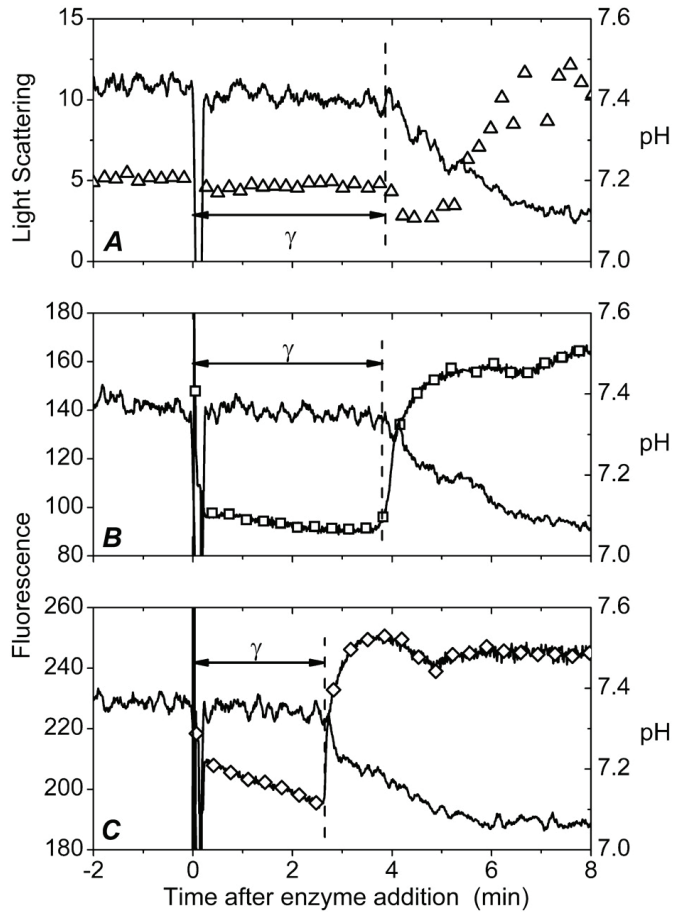 15
10
5
0
Light Scattering
7.6
7.4
7.2
7.0
pH
γ
A
180
160
140
120
100
80
7.6
7.4
7.2
7.0
pH
γ
B
Fluorescence
260
240
220
200
180
7.6
7.4
7.2
7.0
pH
γ
C
-2 0 2 4 6 8
Time after enzyme addition (min)